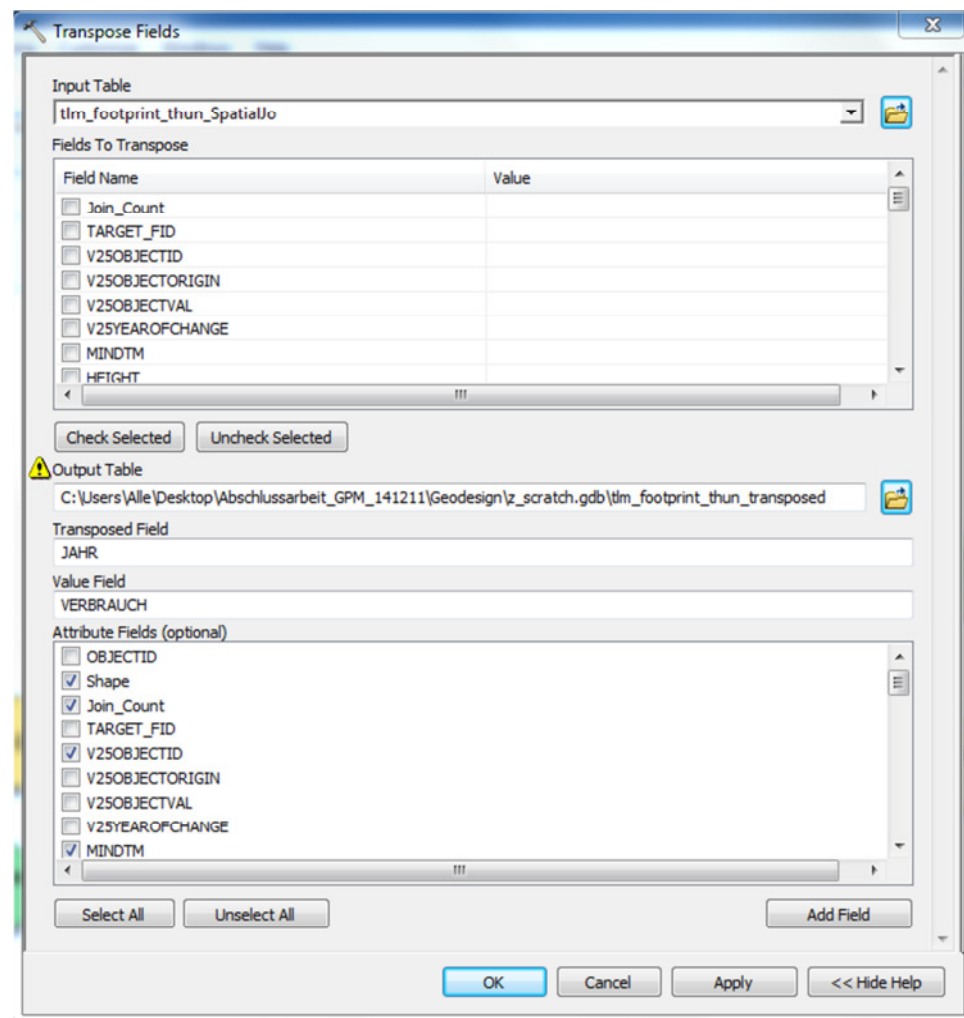 Transpose Fields
Input Table
tlm_footprint_thun_SpatialJo
Fields To Transpose
Field Name Value
Join_Count
TARGET_FID
V25OBJECTID
V25OBJECTORIGIN
V25OBJECTVAL
V25YEAROFCHANGE
MINDTM
HEIGHT
Check Selected Uncheck Selected
Output Table
C:\Users\Alle\Desktop\Abschlussarbeit_GPM_141211\Geodesign\z_scratch.gdb\tlm_footprint_thun_transposed
Transposed Field
JAHR
Value Field
VERBRAUCH
Attribute Fields (optional)
OBJECTID
Shape
Join_Count
TARGET_FID
V25OBJECTID
V25OBJECTORIGIN
V25OBJECTVAL
V25YEAROFCHANGE
MINDTM
Select All Unselect All Add Field
OK Cancel Apply << Hide Help